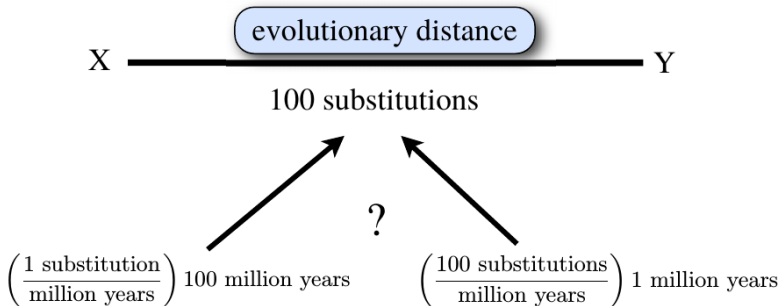 evolutionary distance
X Y
100 substitutions
?
(1 substitution / million years) 100 million years
(100 substitutions / million years) 1 million years